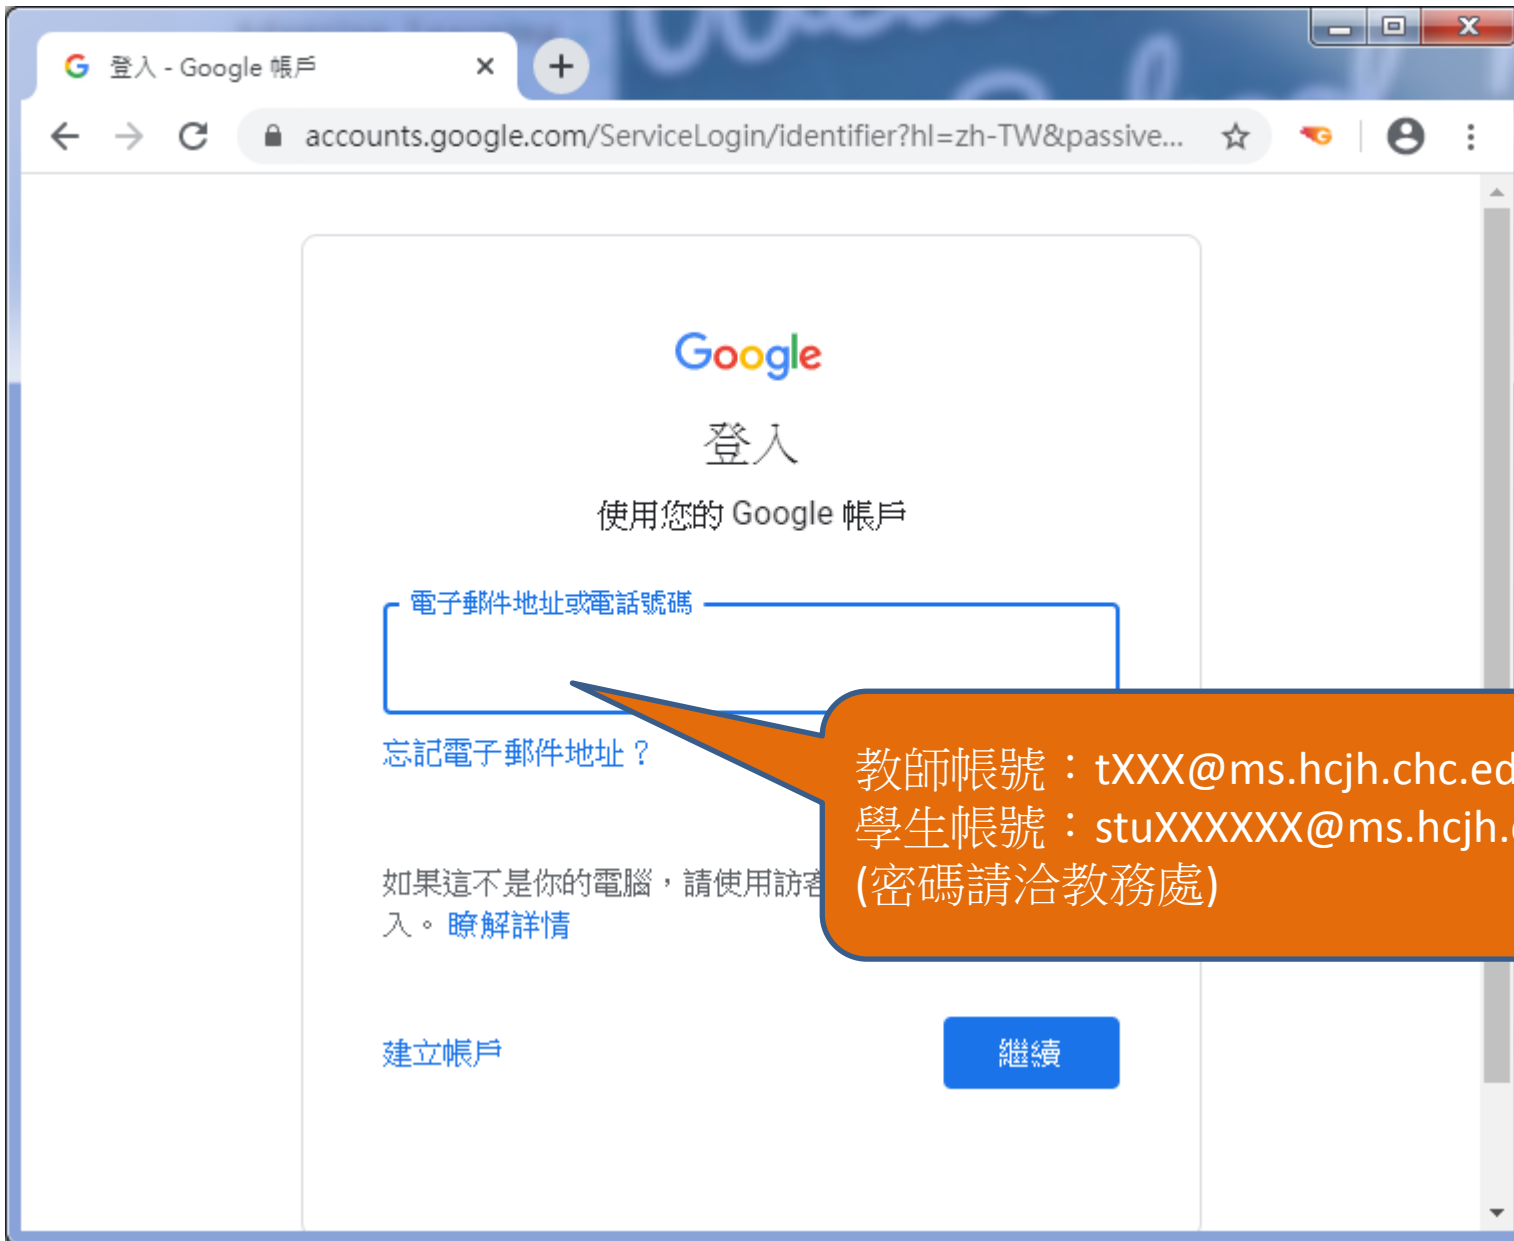 登入 - Google 帳戶
accounts.google.com/ServiceLogin/identifier?hl=zh-TW&passive...
Google
登入
使用您的 Google 帳戶
電子郵件地址或電話號碼
忘記電子郵件地址？
教師帳號：tXXX@ms.hcjh.chc.ed
學生帳號：stuXXXXXX@ms.hcjh.
(密碼請洽教務處)
如果這不是你的電腦，請使用訪客
入。瞭解詳情
建立帳戶
繼續